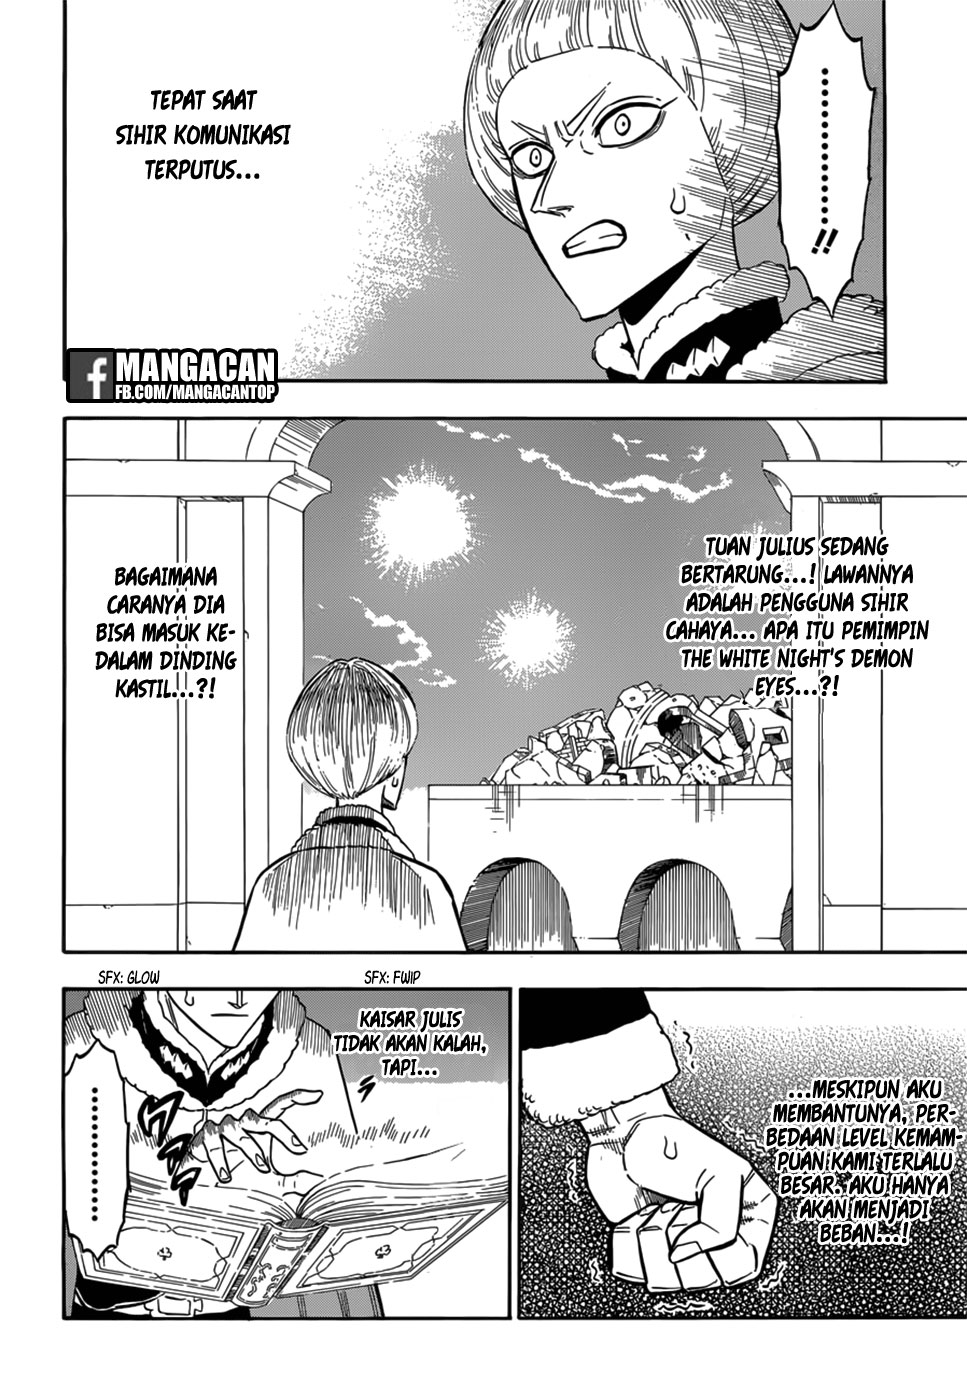 ..........!!
TEPAT SAAT
SIHIR KOMUNIKASI
TERPUTUS...
MANGACAN
FB.COM/MANGACANTOP
TUAN JULIUS SEDANG
BERTARUNG...! LAWANNYA
ADALAH PENGGUNA SIHIR
CAHAYA... APA ITU PEMIMPIN
THE WHITE NIGHT'S DEMON
EYES...?!
BAGAIMANA
CARANYA DIA
BISA MASUK KE-
DALAM DINDING
KASTIL...?!
...MESKIPUN AKU
MEMBANTUNYA, PER-
BEDAAN LEVEL KEMAM-
PUAN KAMI TERLALU
BESAR. AKU HANYA
AKAN MENJADI
BEBAN...!
SFX: GLOW
SFX: FWIP
KAISAR JULIS
TIDAK AKAN KALAH,
TAPI...
..........